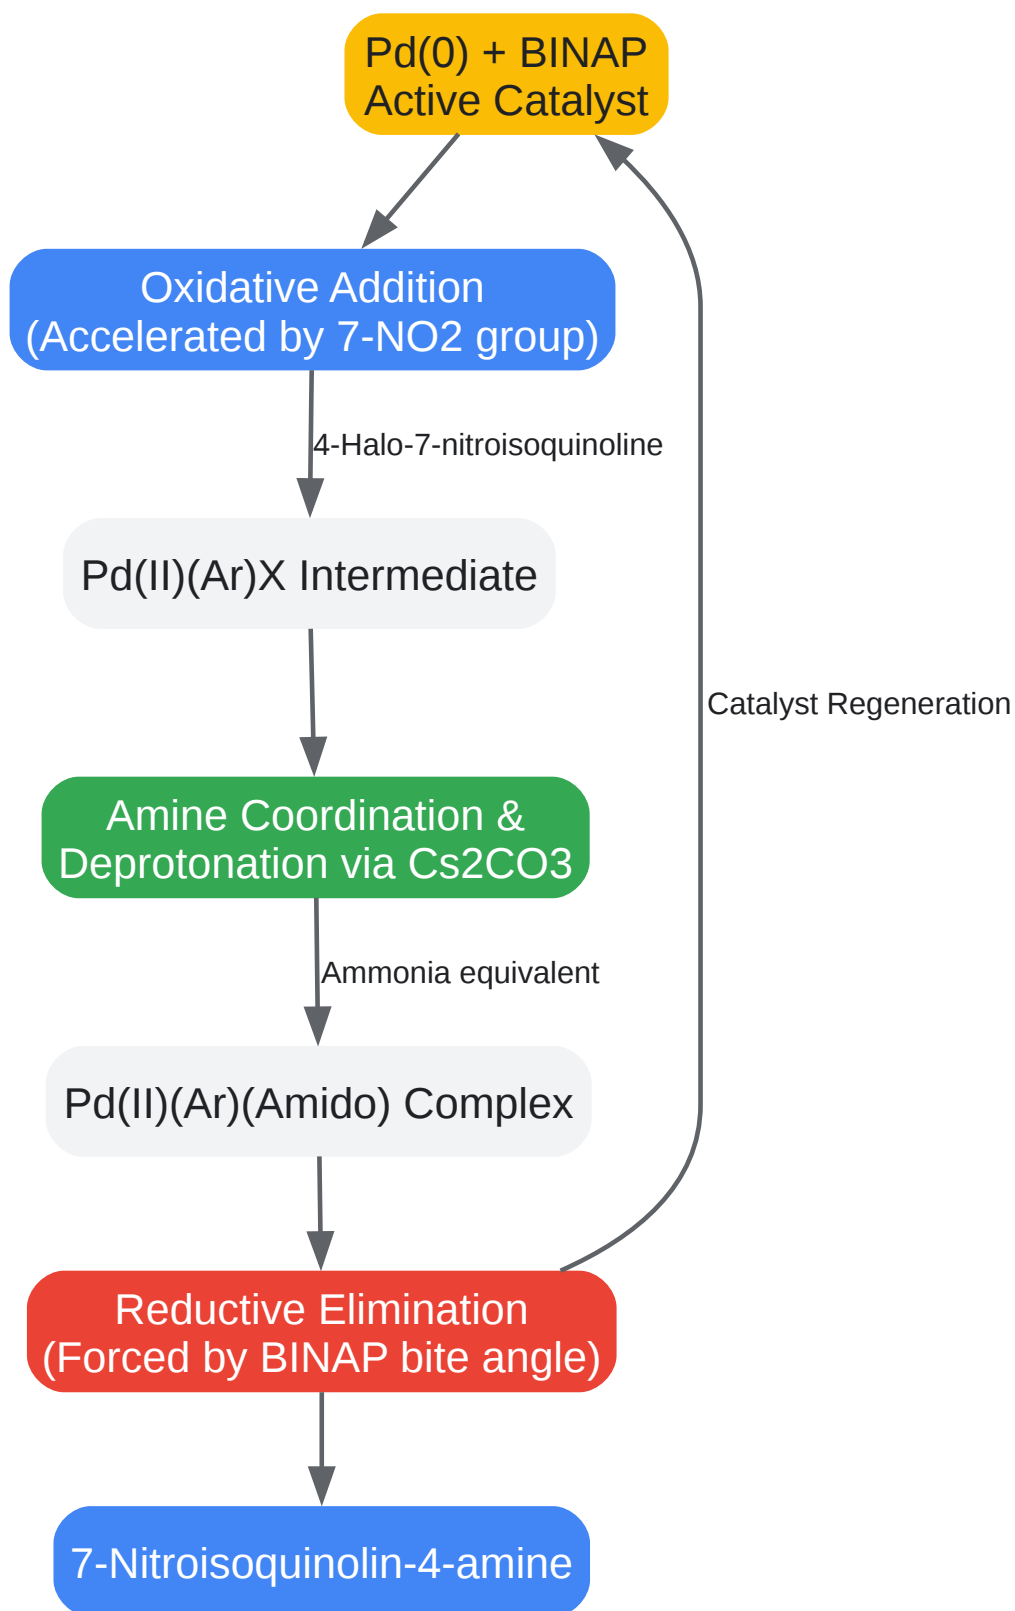 Pd(0) + BINAP
Active Catalyst
Oxidative Addition
(Accelerated by 7-NO2 group)
4-Halo-7-nitroisoquinoline
Pd(II)(Ar)X Intermediate
Catalyst Regeneration
Amine Coordination &
Deprotonation via Cs2CO3
Ammonia equivalent
Pd(II)(Ar)(Amido) Complex
Reductive Elimination
(Forced by BINAP bite angle)
7-Nitroisoquinolin-4-amine